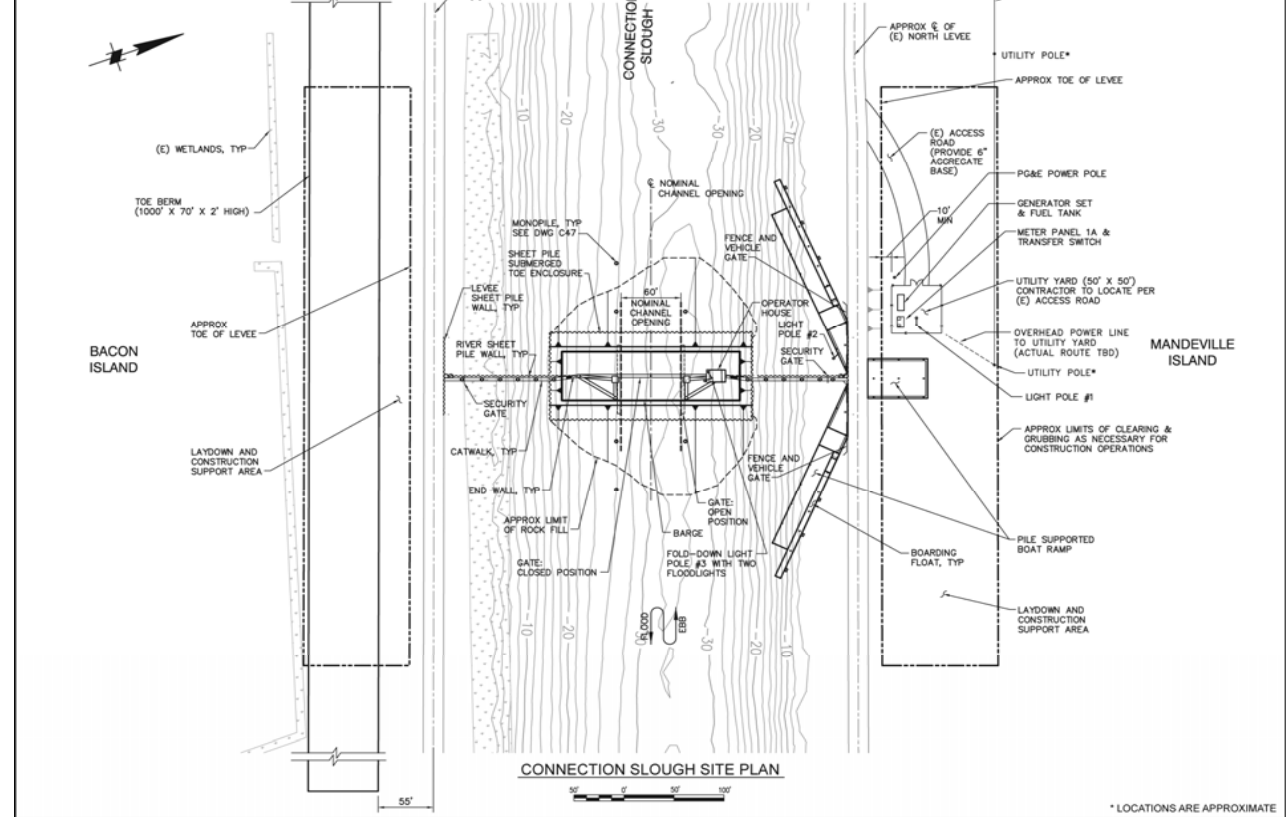 CONNECTION
SLOUGH
APPROX ℄ OF
(E) NORTH LEVEE
UTILITY POLE*
APPROX TOE OF LEVEE
(E) ACCESS
ROAD
(PROVIDE 6"
AGGREGATE
BASE)
PG&E POWER POLE
10'
MIN
GENERATOR SET
& FUEL TANK
METER PANEL 1A &
TRANSFER SWITCH
UTILITY YARD (50' X 50')
CONTRACTOR TO LOCATE PER
(E) ACCESS ROAD
OVERHEAD POWER LINE
TO UTILITY YARD
(ACTUAL ROUTE TBD)
MANDEVILLE
ISLAND
UTILITY POLE*
LIGHT POLE #1
APPROX LIMITS OF CLEARING &
GRUBBING AS NECESSARY FOR
CONSTRUCTION OPERATIONS
PILE SUPPORTED
BOAT RAMP
BOARDING
FLOAT, TYP
LAYDOWN AND
CONSTRUCTION
SUPPORT AREA
(E) WETLANDS, TYP
TOE BERM
(1000' X 70' X 2' HIGH)
APPROX
TOE OF LEVEE
BACON
ISLAND
LAYDOWN AND
CONSTRUCTION
SUPPORT AREA
-10
-20
-30
-30
-20
-10
℄ NOMINAL
CHANNEL OPENING
MONOPILE, TYP
SEE DWG C47
SHEET PILE
SUBMERGED
TOE ENCLOSURE
LEVEE
SHEET PILE
WALL, TYP
60'
NOMINAL
CHANNEL
OPENING
FENCE AND
VEHICLE
GATE
OPERATOR
HOUSE
LIGHT
POLE #2
SECURITY
GATE
RIVER SHEET
PILE WALL, TYP
SECURITY
GATE
CATWALK, TYP
END WALL, TYP
APPROX LIMIT
OF ROCK FILL
GATE:
CLOSED POSITION
BARGE
GATE:
OPEN
POSITION
FENCE AND
VEHICLE
GATE
FOLD-DOWN LIGHT
POLE #3 WITH TWO
FLOODLIGHTS
FLOOD
EBB
-10
-20
-30
-30
-20
-10
CONNECTION SLOUGH SITE PLAN
50' 0' 50' 100'
55'
* LOCATIONS ARE APPROXIMATE